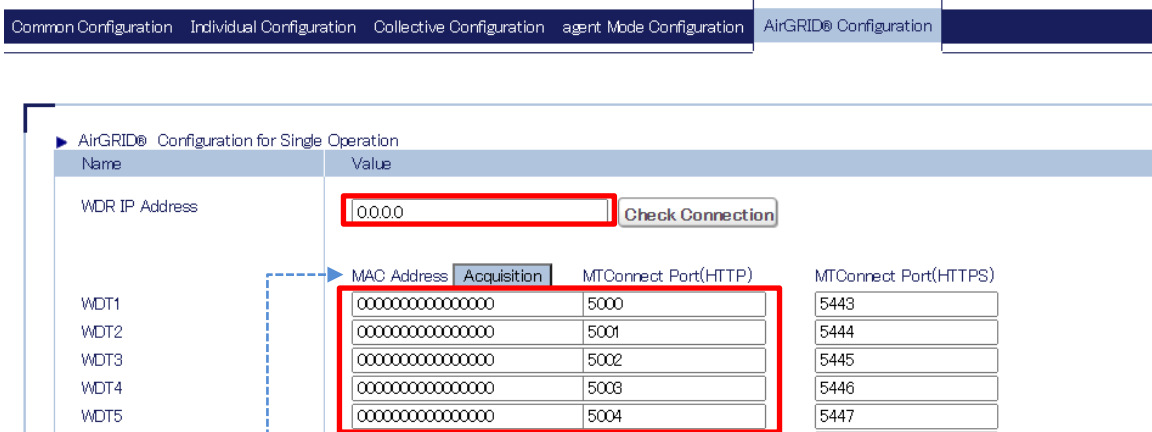 Common Configuration Individual Configuration Collective Configuration agent Mode Configuration AirGRID® Configuration
AirGRID® Configuration for Single Operation
Name Value
WDR IP Address 0.0.0.0 Check Connection
MAC Address Acquisition MTConnect Port(HTTP) MTConnect Port(HTTPS)
WDT1 0000000000000000 5000 5443
WDT2 0000000000000000 5001 5444
WDT3 0000000000000000 5002 5445
WDT4 0000000000000000 5003 5446
WDT5 0000000000000000 5004 5447